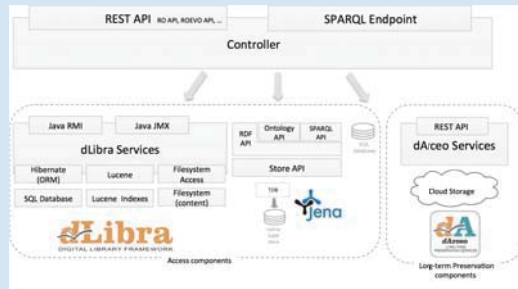 REST API RO API, ROEVO API, ...
SPARQL Endpoint
Controller
Java RMI
Java JMX
dLibra Services
Hibernate
(ORM)
Lucene
Filesystem
Access
SQL Database
Lucene Indexes
Filesystem
(content)
dLibra
DIGITAL LIBRARY FRAMEWORK
RDF
API
Ontology
API
SPARQL
API
Store API
TDB
Jena
Access components
REST API
dArceo Services
Cloud Storage
dA
dArceo
Long-term Preservation
components